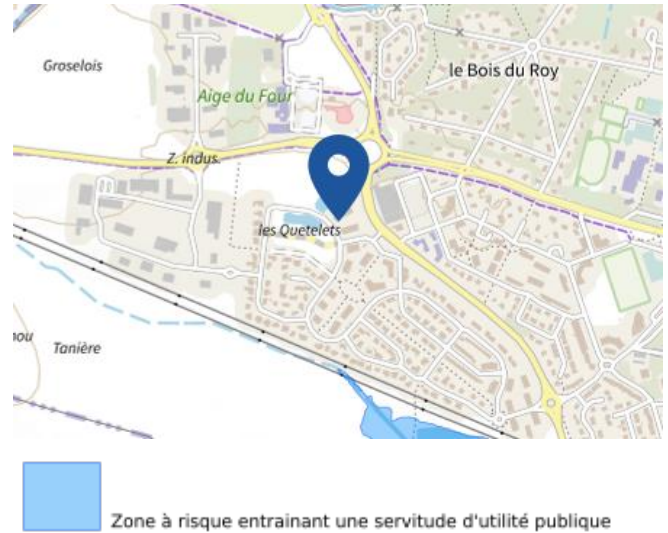 Groselois
le Bois du Roy
Aige du Four
Z. indus.
les Quetelets
nou
Tanière
Zone à risque entrainant une servitude d'utilité publique